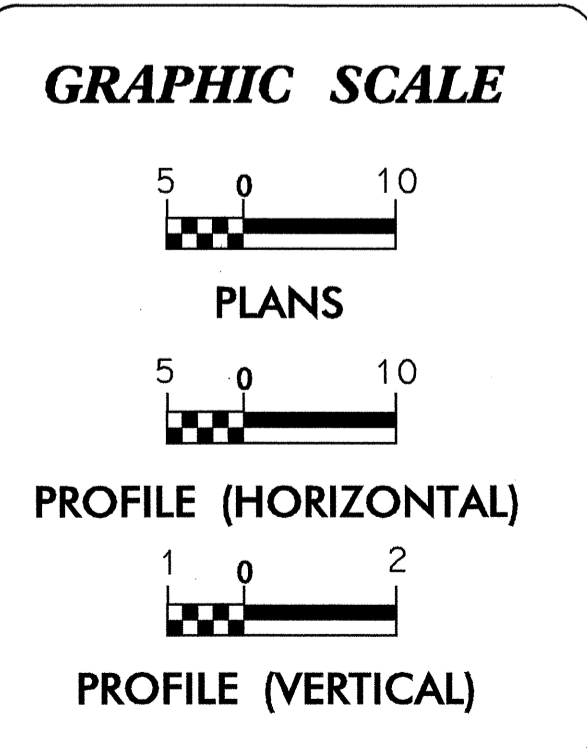 GRAPHIC SCALE
5 0 10
PLANS
5 0 10
PROFILE (HORIZONTAL)
1 0 2
PROFILE (VERTICAL)